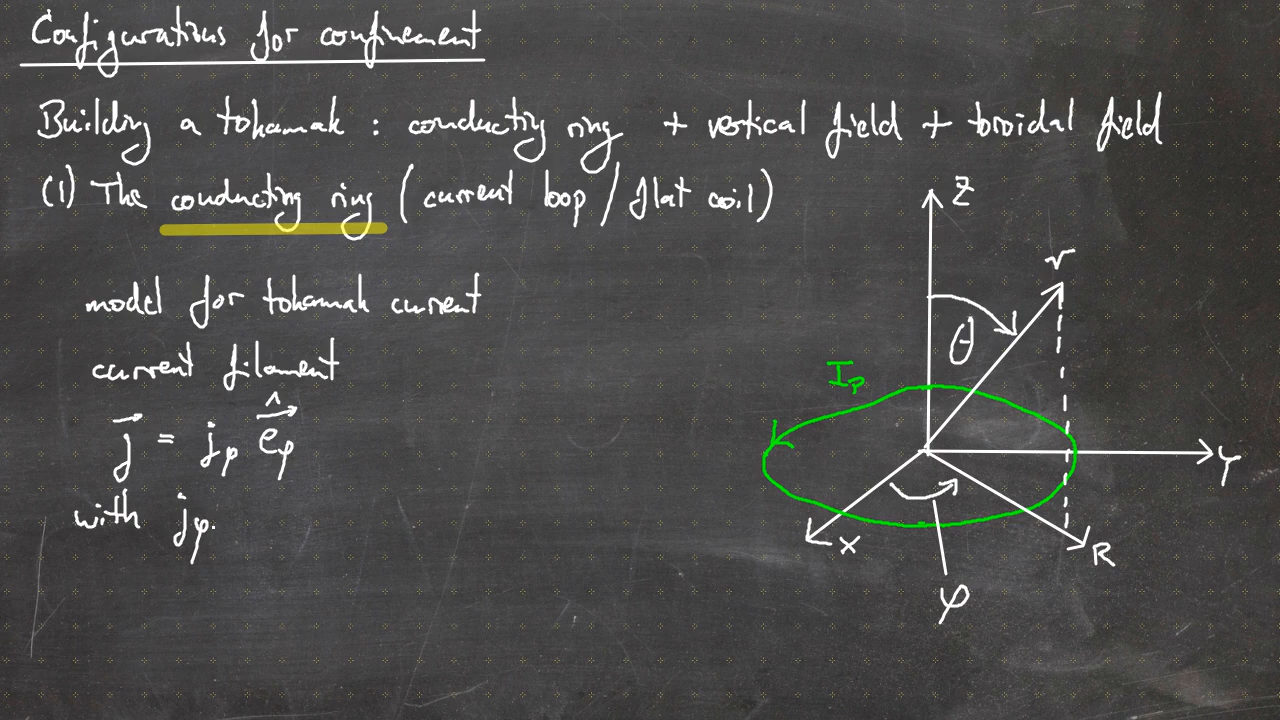 Configurations for confinement
Building a tokamak : conducting ring + vertical field + toroidal field
(1) The conducting ring (current loop / flat coil)
model for tokamak current
current filament
j = jφ êφ
with jφ.
Z
r
θ
Ip
Y
X
R
φ